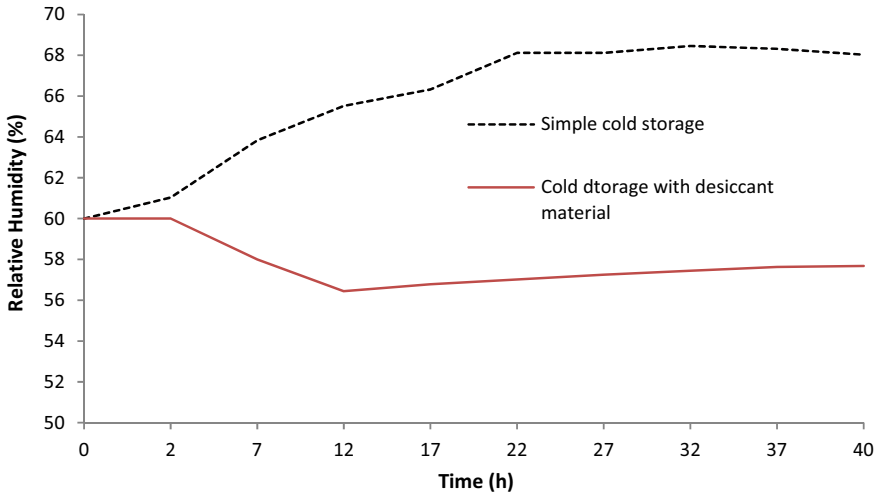 70
68
66
64
62
60
58
56
54
52
50
Relative Humidity (%)
Simple cold storage
Cold dtorage with desiccant
material
0 2 7 12 17 22 27 32 37 40
Time (h)